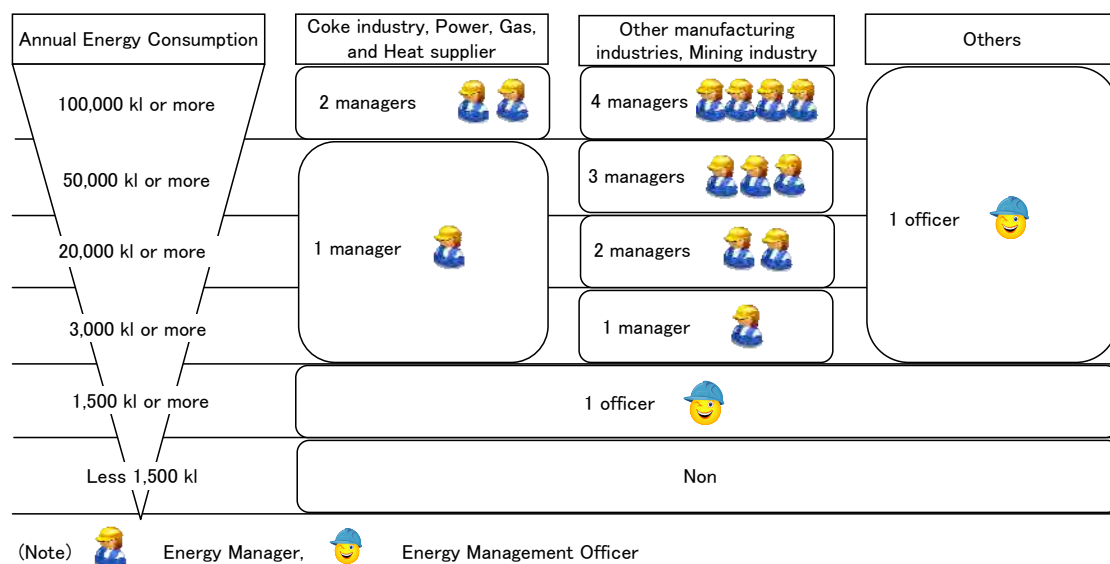 Annual Energy Consumption
Coke industry, Power, Gas,
and Heat supplier
Other manufacturing
industries, Mining industry
Others
100,000 kl or more
2 managers
4 managers
50,000 kl or more
3 managers
1 manager
1 officer
20,000 kl or more
2 managers
3,000 kl or more
1 manager
1,500 kl or more
1 officer
Less 1,500 kl
Non
(Note) Energy Manager, Energy Management Officer